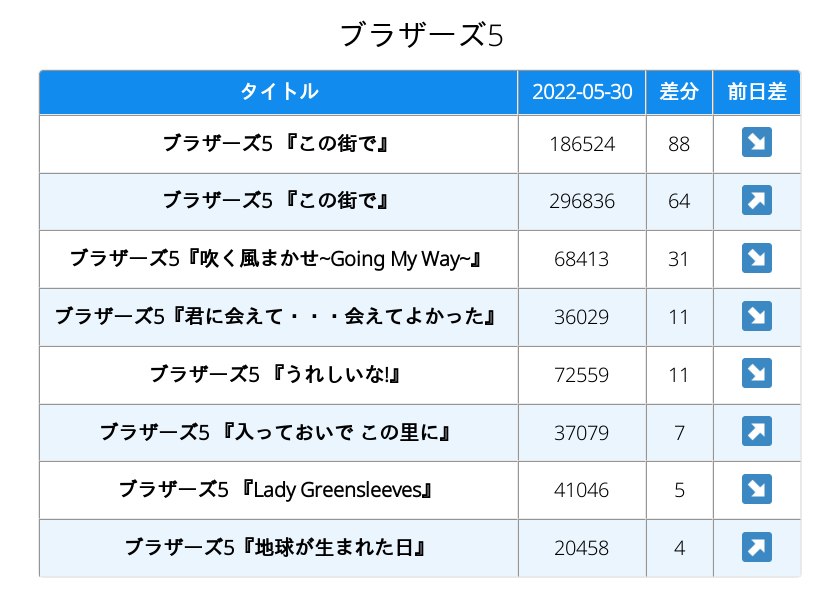 ブラザーズ5
タイトル 2022-05-30 差分 前日差
ブラザーズ5 『この街で』 186524 88 ↘
ブラザーズ5 『この街で』 296836 64 ↗
ブラザーズ5『吹く風まかせ~Going My Way~』 68413 31 ↘
ブラザーズ5『君に会えて・・・会えてよかった』 36029 11 ↘
ブラザーズ5 『うれしいな!』 72559 11 ↘
ブラザーズ5 『入っておいで この里に』 37079 7 ↗
ブラザーズ5 『Lady Greensleeves』 41046 5 ↘
ブラザーズ5『地球が生まれた日』 20458 4 ↗